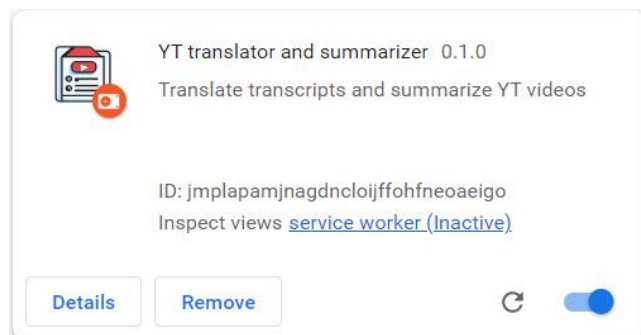 YT translator and summarizer 0.1.0
Translate transcripts and summarize YT videos
ID: jmplapamjnagdncloijffohfneoaeigo
Inspect views service worker (Inactive)
Details Remove